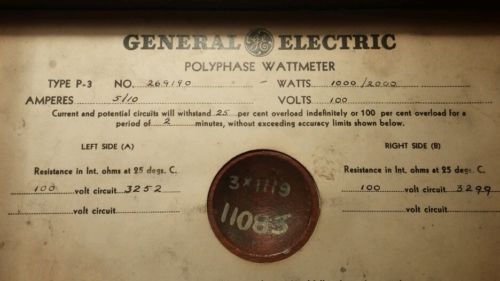 GENERAL GE ELECTRIC
POLYPHASE WATTMETER
TYPE P-3 NO. 269190 - WATTS 1000/2000
AMPERES 5/10 VOLTS 100
Current and potential circuits will withstand 25 per cent overload indefinitely or 100 per cent overload for a
period of 2 minutes, without exceeding accuracy limits shown below.
LEFT SIDE (A)
Resistance in Int. ohms at 25 degs. C.
100 volt circuit 3252
volt circuit
3×1119
11083
RIGHT SIDE (B)
Resistance in Int. ohms at 25 degs. C.
100 volt circuit 3299
volt circuit